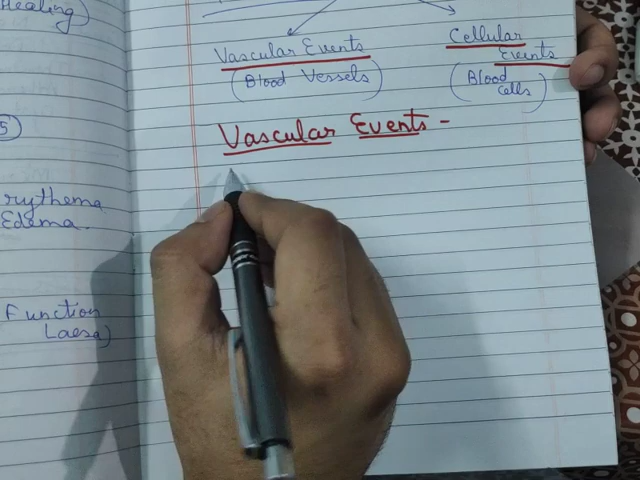 Healing)
5
rythema
Edema.
Function
Laesa)
Vascular Events
(Blood Vessels)
Cellular
Events
(Blood
cells)
Vascular Events -